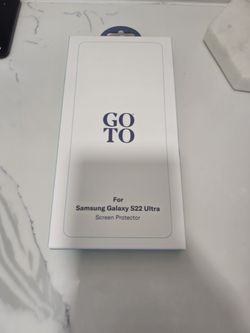 GO
TO
For
Samsung Galaxy S22 Ultra
Screen Protector